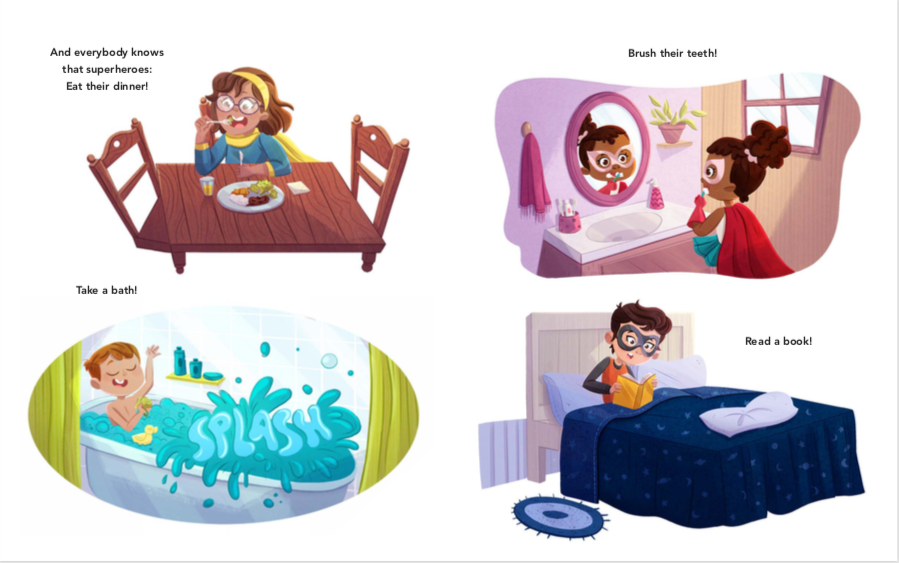 And everybody knows
that superheroes:
Eat their dinner!
Take a bath!
SPLASH
Brush their teeth!
Read a book!